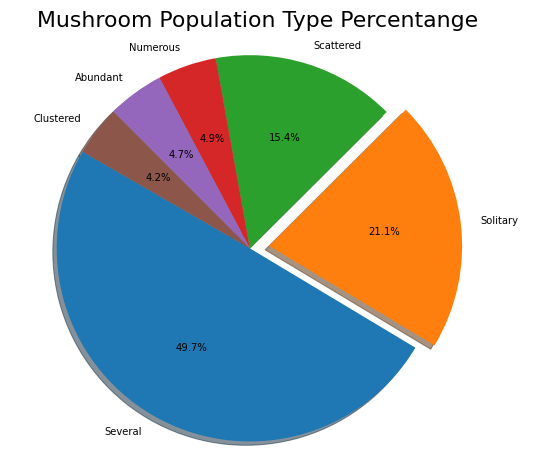 Mushroom Population Type Percentange
Numerous
Scattered
Abundant
Clustered
4.9%
15.4%
4.7%
4.2%
Solitary
21.1%
49.7%
Several